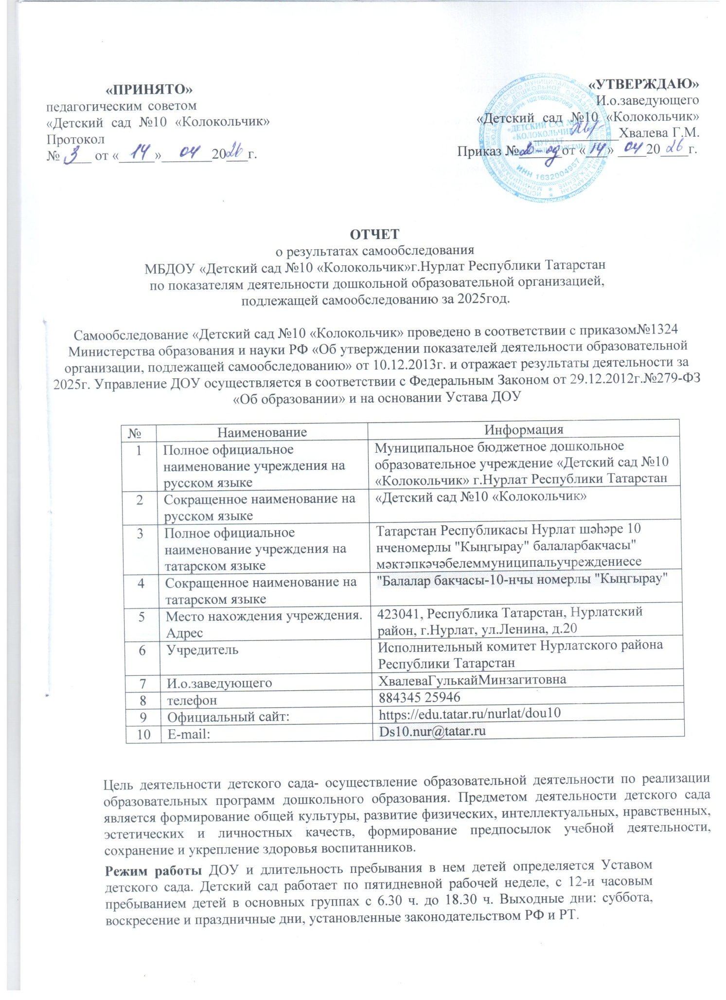 «ПРИНЯТО»
педагогическим советом
«Детский сад №10 «Колокольчик»
Протокол
№ 3 от « 14 » 04 2026 г.
«УТВЕРЖДАЮ»
И.о.заведующего
«Детский сад №10 «Колокольчик»
Хвалева Г.М.
Приказ № от « 14 » 04 20 26 г.
ОГРН 1021605357069
«ДЕТСКИЙ САД
«КОЛОКОЛЬЧИК
НУРЛАТ
ИНН 1632004957
ОТЧЕТ
о результатах самообследования
МБДОУ «Детский сад №10 «Колокольчик»г.Нурлат Республики Татарстан
по показателям деятельности дошкольной образовательной организацией,
подлежащей самообследованию за 2025год.
Самообследование «Детский сад №10 «Колокольчик» проведено в соответствии с приказом№1324
Министерства образования и науки РФ «Об утверждении показателей деятельности образовательной
организации, подлежащей самообследованию» от 10.12.2013г. и отражает результаты деятельности за
2025г. Управление ДОУ осуществляется в соответствии с Федеральным Законом от 29.12.2012г.№279-ФЗ
«Об образовании» и на основании Устава ДОУ
№ Наименование Информация
1 Полное официальное
наименование учреждения на
русском языке
Муниципальное бюджетное дошкольное
образовательное учреждение «Детский сад №10
«Колокольчик» г.Нурлат Республики Татарстан
2 Сокращенное наименование на
русском языке
«Детский сад №10 «Колокольчик»
3 Полное официальное
наименование учреждения на
татарском языке
Татарстан Республикасы Нурлат шәһәре 10
нченомерлы "Кыңгырау" балаларбакчасы"
мәктәпкәчәбелеммуниципальучреждениесе
4 Сокращенное наименование на
татарском языке
"Балалар бакчасы-10-нчы номерлы "Кыңгырау"
5 Место нахождения учреждения.
Адрес
423041, Республика Татарстан, Нурлатский
район, г.Нурлат, ул.Ленина, д.20
6 Учредитель
Исполнительный комитет Нурлатского района
Республики Татарстан
7 И.о.заведующего ХвалеваГулькайМинзагитовна
8 телефон 884345 25946
9 Официальный сайт: https://edu.tatar.ru/nurlat/dou10
10 E-mail: Ds10.nur@tatar.ru
Цель деятельности детского сада- осуществление образовательной деятельности по реализации
образовательных программ дошкольного образования. Предметом деятельности детского сада
является формирование общей культуры, развитие физических, интеллектуальных, нравственных,
эстетических и личностных качеств, формирование предпосылок учебной деятельности,
сохранение и укрепление здоровья воспитанников.
Режим работы ДОУ и длительность пребывания в нем детей определяется Уставом
детского сада. Детский сад работает по пятидневной рабочей неделе, с 12-и часовым
пребыванием детей в основных группах с 6.30 ч. до 18.30 ч. Выходные дни: суббота,
воскресение и праздничные дни, установленные законодательством РФ и РТ.